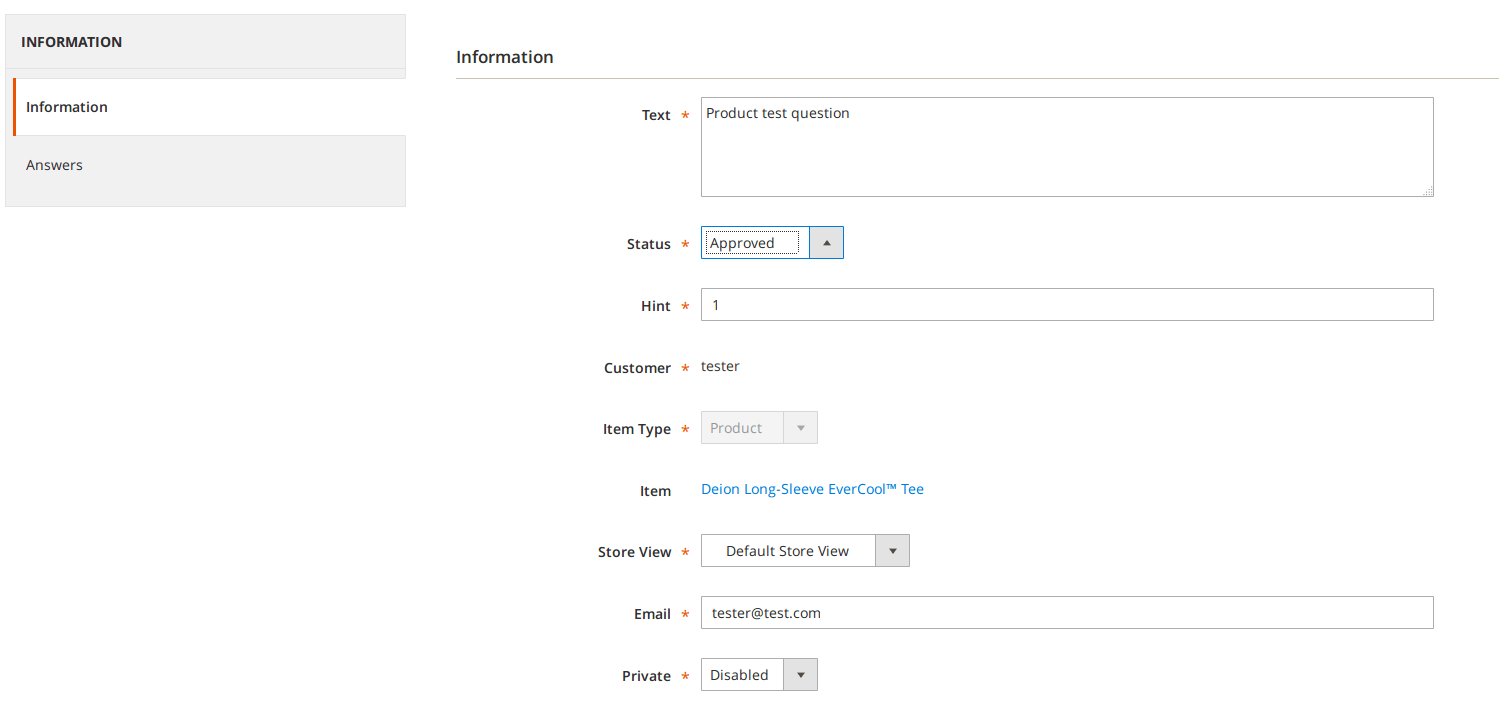 INFORMATION
Information
Answers
Information
Text * Product test question
Status * Approved
Hint * 1
Customer * tester
Item Type * Product
Item Deion Long-Sleeve EverCool™ Tee
Store View * Default Store View
Email * tester@test.com
Private * Disabled